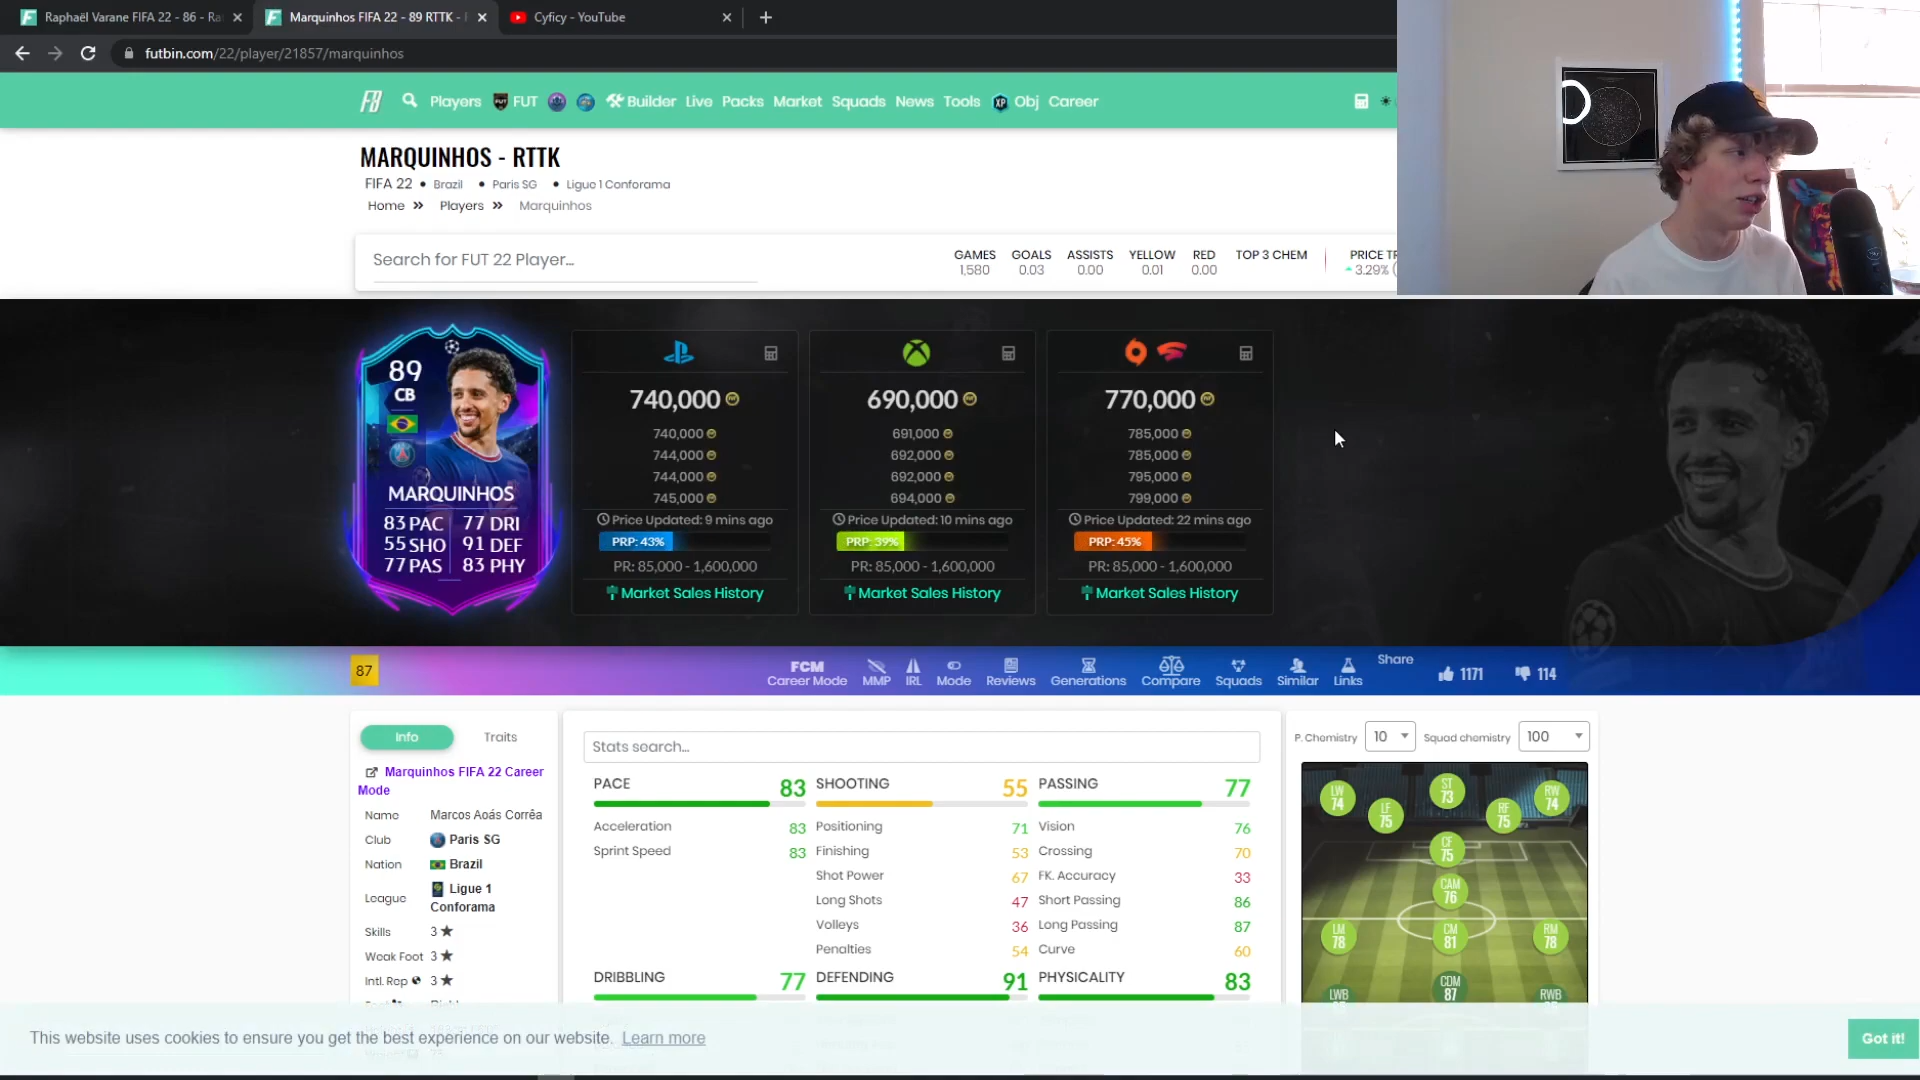 Raphaël Varane FIFA 22 - 86 - Ra
Marquinhos FIFA 22 - 89 RTTK -
Cyficy - YouTube
futbin.com/22/player/21857/marquinhos
FB
Players
FUT
Builder
Live
Packs
Market
Squads
News
Tools
XP Obj
Career
MARQUINHOS - RTTK
FIFA 22 • Brazil • Paris SG • Ligue 1 Conforama
Home » Players » Marquinhos
Search for FUT 22 Player...
GAMES GOALS ASSISTS YELLOW RED TOP 3 CHEM PRICE TR
1,580 0.03 0.00 0.01 0.00 3.29% (
89
CB
MARQUINHOS
83 PAC 77 DRI
55 SHO 91 DEF
77 PAS 83 PHY
740,000
740,000
744,000
744,000
745,000
Price Updated: 9 mins ago
PRP: 43%
PR: 85,000 - 1,600,000
Market Sales History
690,000
691,000
692,000
692,000
694,000
Price Updated: 10 mins ago
PRP: 39%
PR: 85,000 - 1,600,000
Market Sales History
770,000
785,000
785,000
795,000
799,000
Price Updated: 22 mins ago
PRP: 45%
PR: 85,000 - 1,600,000
Market Sales History
87
FCM
Career Mode
MMP
IRL
Mode
Reviews
Generations
Compare
Squads
Similar
Links
Share
1171
114
Info
Traits
Marquinhos FIFA 22 Career
Mode
Name Marcos Aoás Corrêa
Club Paris SG
Nation Brazil
League Ligue 1
Conforama
Skills 3 ★
Weak Foot 3 ★
Intl. Rep 3 ★
Stats search...
PACE 83
Acceleration 83
Sprint Speed 83
SHOOTING 55
Positioning 71
Finishing 53
Shot Power 67
Long Shots 47
Volleys 36
Penalties 54
PASSING 77
Vision 76
Crossing 70
FK. Accuracy 33
Short Passing 86
Long Passing 87
Curve 60
DRIBBLING 77
DEFENDING 91
PHYSICALITY 83
P. Chemistry 10
Squad chemistry 100
LW
74
ST
73
RW
74
LF
75
RF
75
CF
75
CAM
76
LM
78
CM
81
RM
78
LWB
CDM
87
RWB
This website uses cookies to ensure you get the best experience on our website. Learn more
Got it!